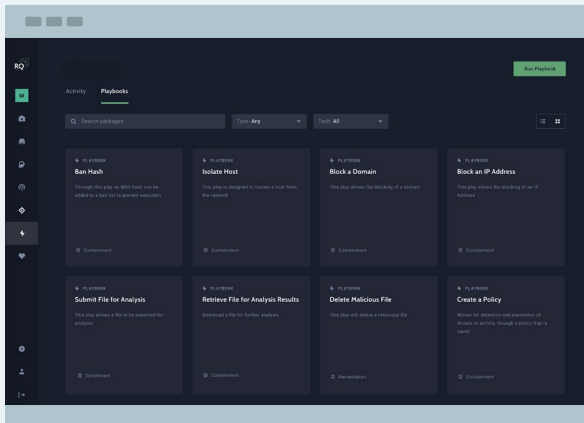 RQ
Run Playbook
M
Activity
Playbooks
Search packages
Type: Any
Tech: All
PLAYBOOK
Ban Hash
Through this play an MD5 hash can be
added to a ban list to prevent execution
Containment
PLAYBOOK
Isolate Host
This play is designed to isolate a host from
the network
Containment
PLAYBOOK
Block a Domain
This play allows the blocking of a domain
Containment
PLAYBOOK
Block an IP Address
This play allows the blocking of an IP
Address
Containment
PLAYBOOK
Submit File for Analysis
This play allows a file to be submitted for
analysis
Enrichment
PLAYBOOK
Retrieve File for Analysis Results
Download a file for further analysis
Containment
PLAYBOOK
Delete Malicious File
This play will delete a malicious file
Remediation
PLAYBOOK
Create a Policy
Allows for detection and prevention of
threats or activity through a policy that is
saved
Containment